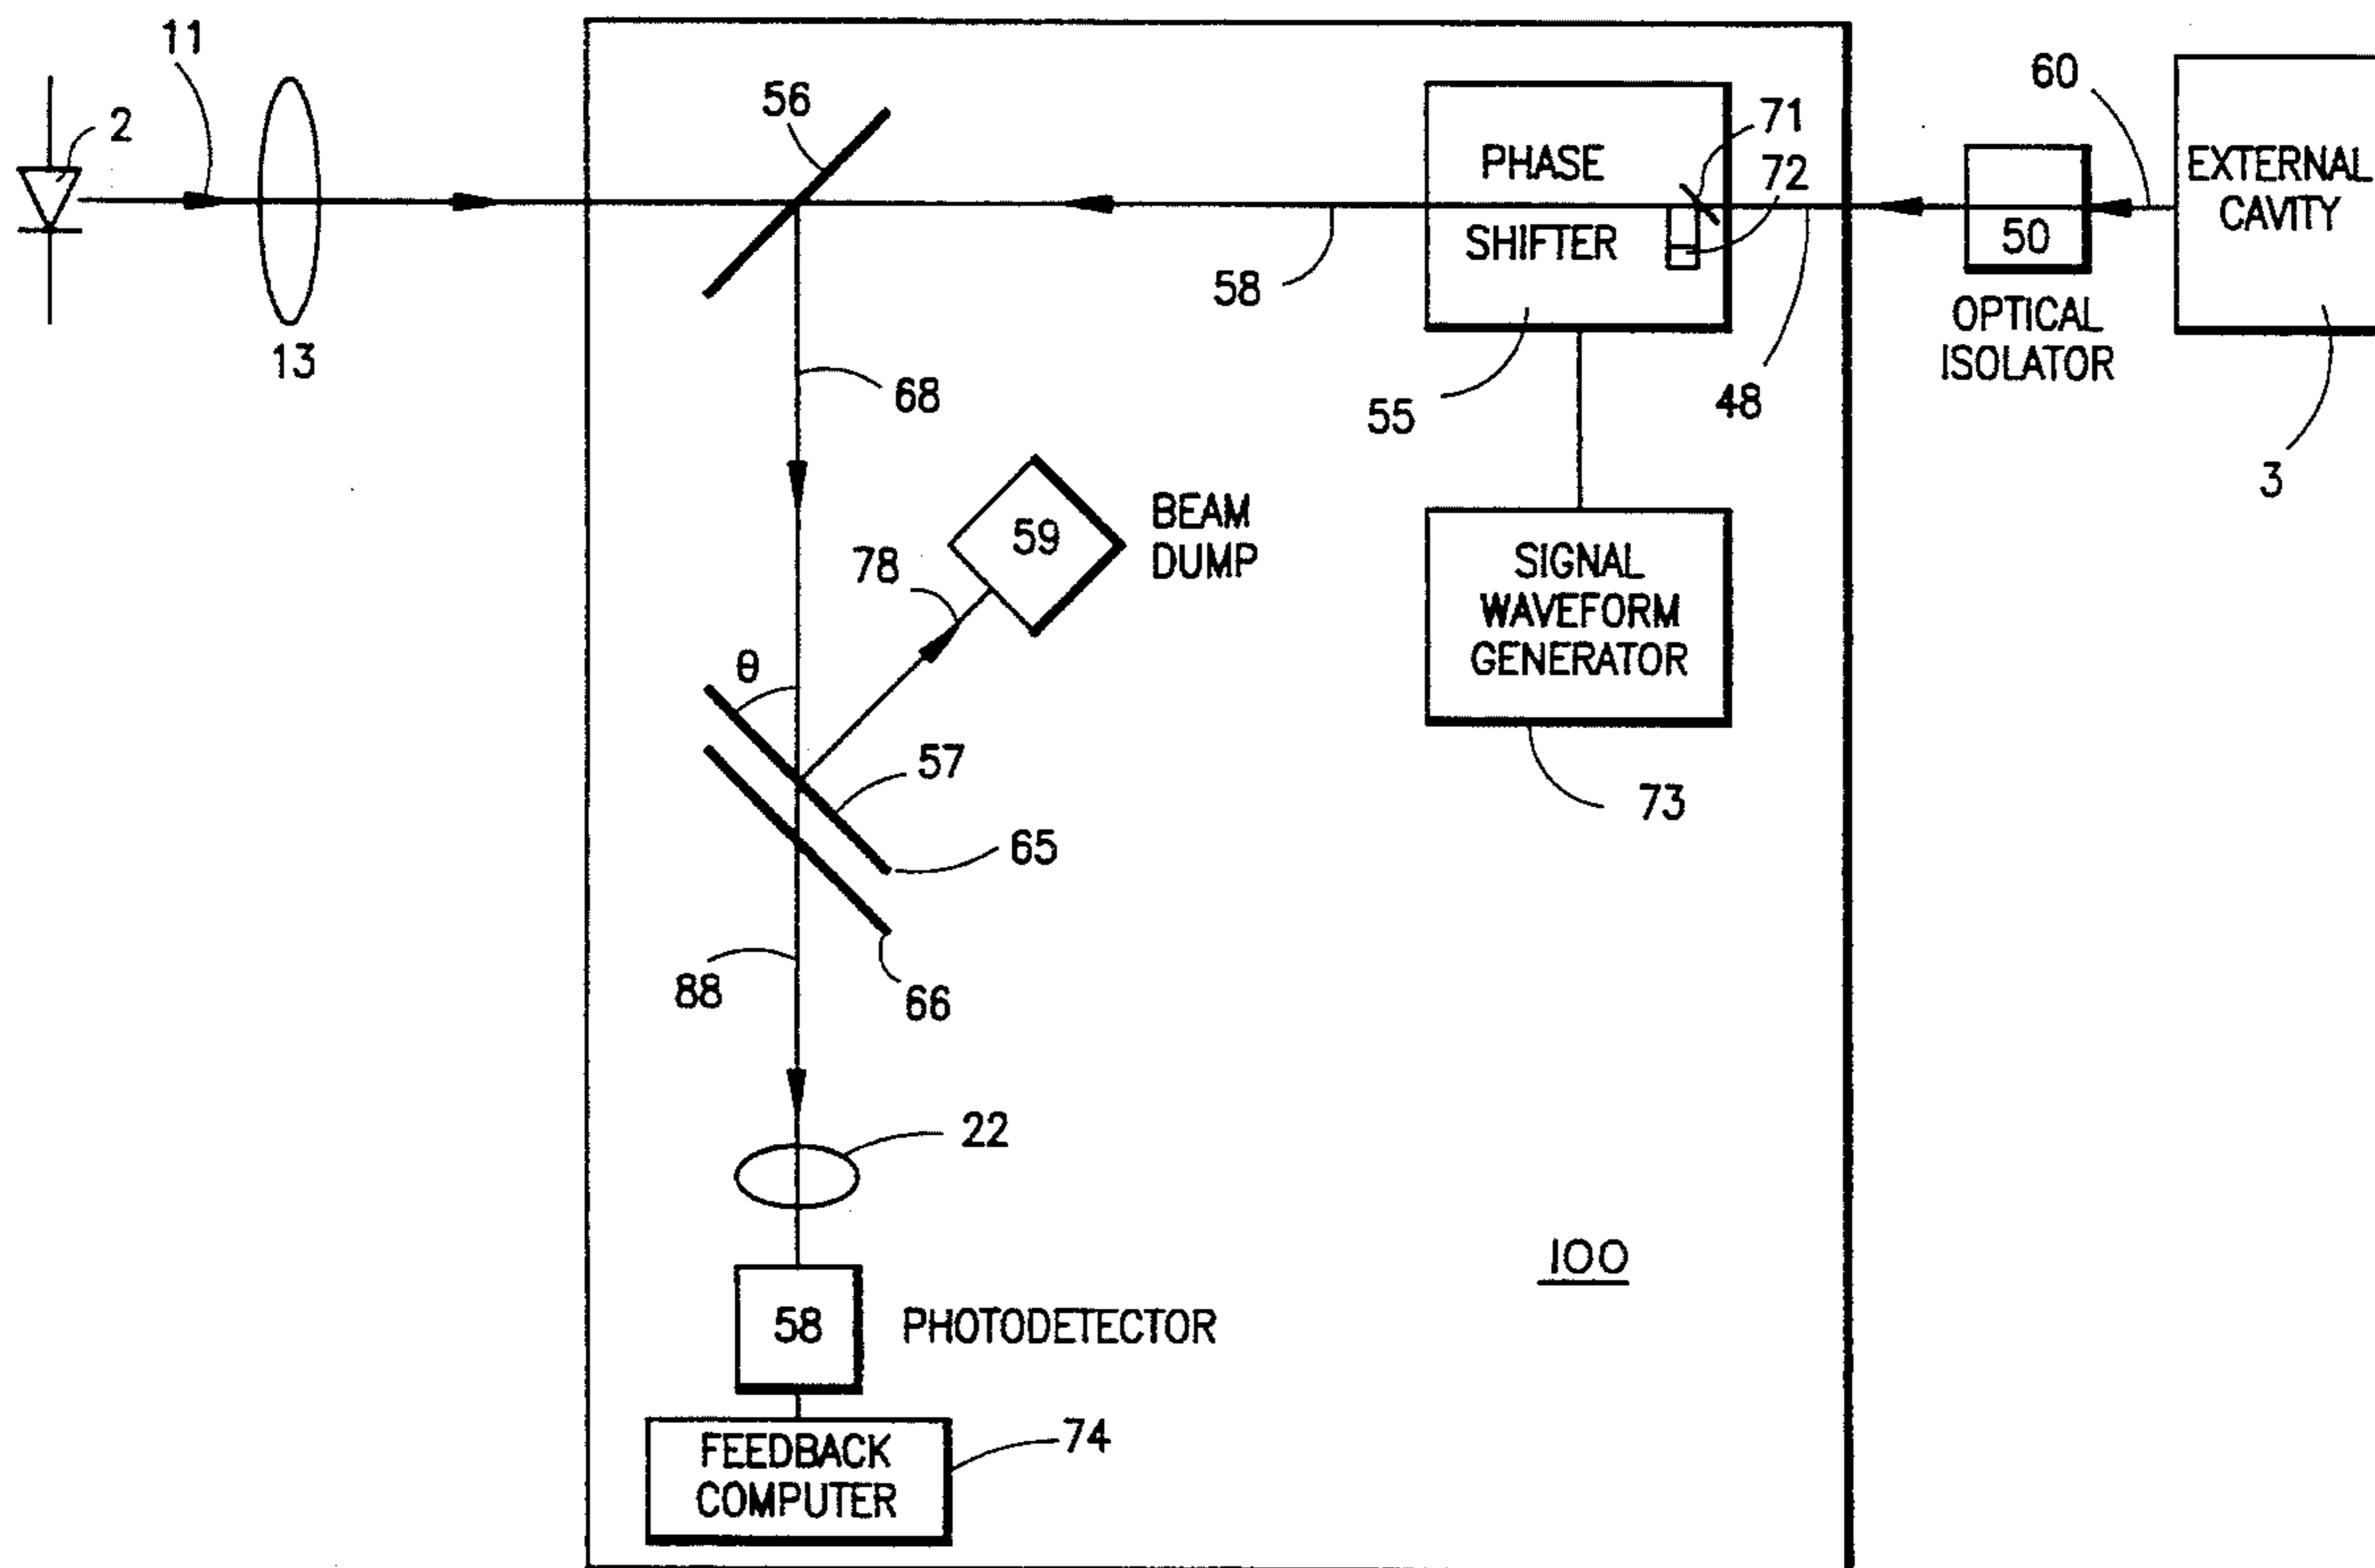 11
2
13
56
PHASE
SHIFTER
71
72
60
50
OPTICAL
ISOLATOR
EXTERNAL
CAVITY
3
58
55
48
68
59
BEAM
DUMP
78
SIGNAL
WAVEFORM
GENERATOR
73
θ
57
65
66
88
22
58
PHOTODETECTOR
100
FEEDBACK
COMPUTER
74